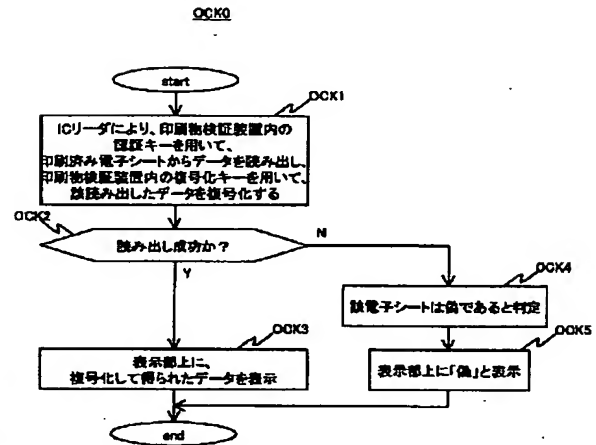 OCK0
start
OCK1
ICリーダにより、印刷物検証装置内の
認証キーを用いて、
印刷済み電子シートからデータを読み出し、
印刷物検証装置内の復号化キーを用いて、
該読み出したデータを復号化する
OCK2
読み出し成功か？
N
Y
OCK4
該電子シートは偽であると判定
OCK3
表示部上に、
復号化して得られたデータを表示
OCK5
表示部上に「偽」と表示
end